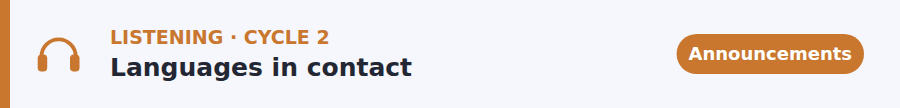 LISTENING · CYCLE 2
Languages in contact
Announcements